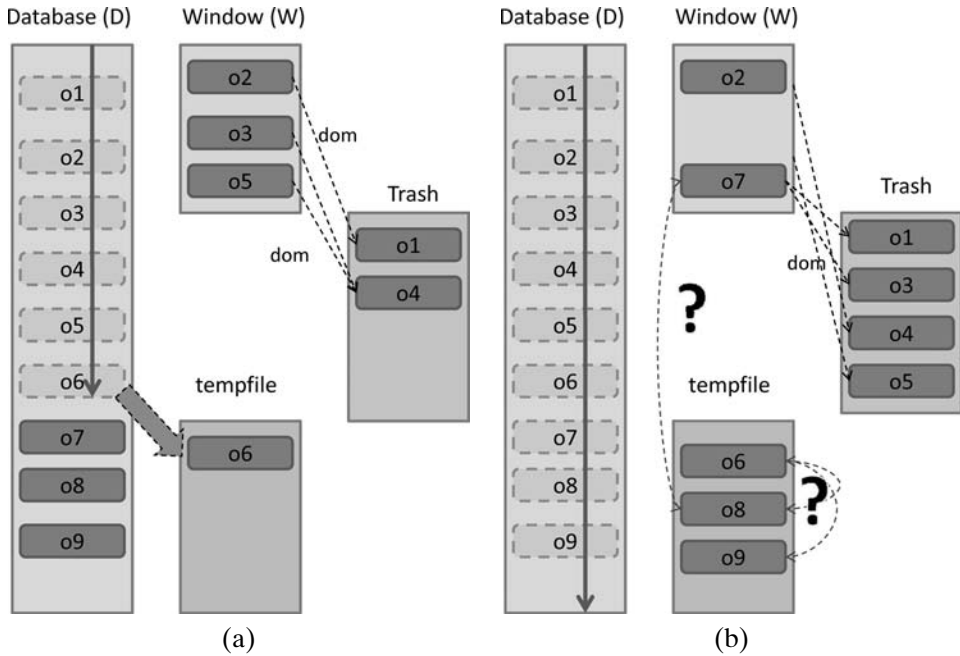 Database (D)
Window (W)
o1
o2
o3
o4
o5
o6
o7
o8
o9
o2
o3
o5
dom
dom
Trash
o1
o4
tempfile
o6
(a)
Database (D)
Window (W)
o1
o2
o3
o4
o5
o6
o7
o8
o9
o2
o7
Trash
dom
o1
o3
o4
o5
?
tempfile
o6
o8
o9
?
(b)